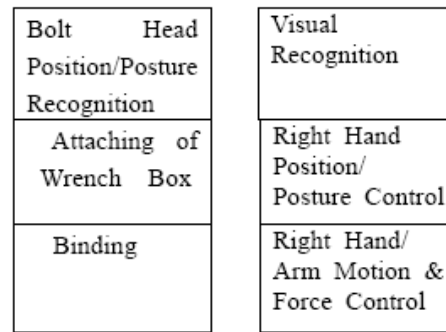 Bolt Head
Position/Posture
Recognition
Attaching of
Wrench Box
Binding
Visual
Recognition
Right Hand
Position/
Posture Control
Right Hand/
Arm Motion &
Force Control